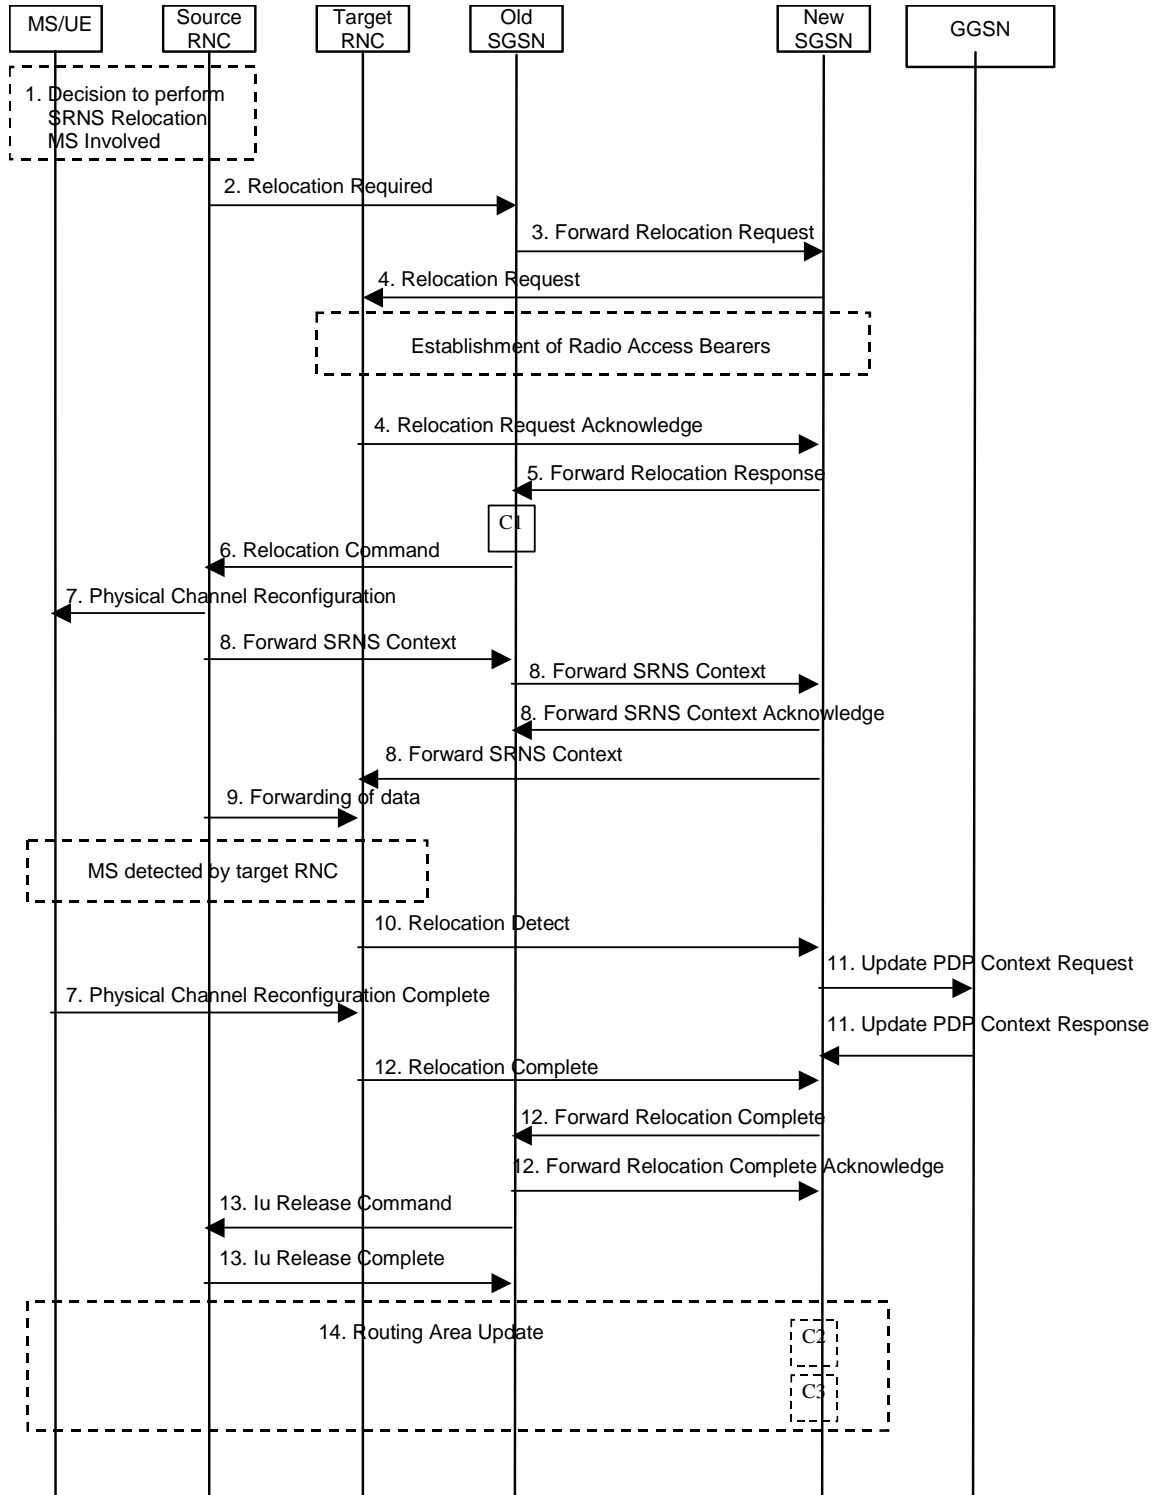 MS/UE
Source
RNC
Target
RNC
Old
SGSN
New
SGSN
GGSN
1. Decision to perform
SRNS Relocation
MS Involved
2. Relocation Required
3. Forward Relocation Request
4. Relocation Request
Establishment of Radio Access Bearers
4. Relocation Request Acknowledge
5. Forward Relocation Response
C1
6. Relocation Command
7. Physical Channel Reconfiguration
8. Forward SRNS Context
8. Forward SRNS Context
8. Forward SRNS Context Acknowledge
8. Forward SRNS Context
9. Forwarding of data
MS detected by target RNC
10. Relocation Detect
11. Update PDP Context Request
7. Physical Channel Reconfiguration Complete
11. Update PDP Context Response
12. Relocation Complete
12. Forward Relocation Complete
12. Forward Relocation Complete Acknowledge
13. Iu Release Command
13. Iu Release Complete
14. Routing Area Update
C2
C3